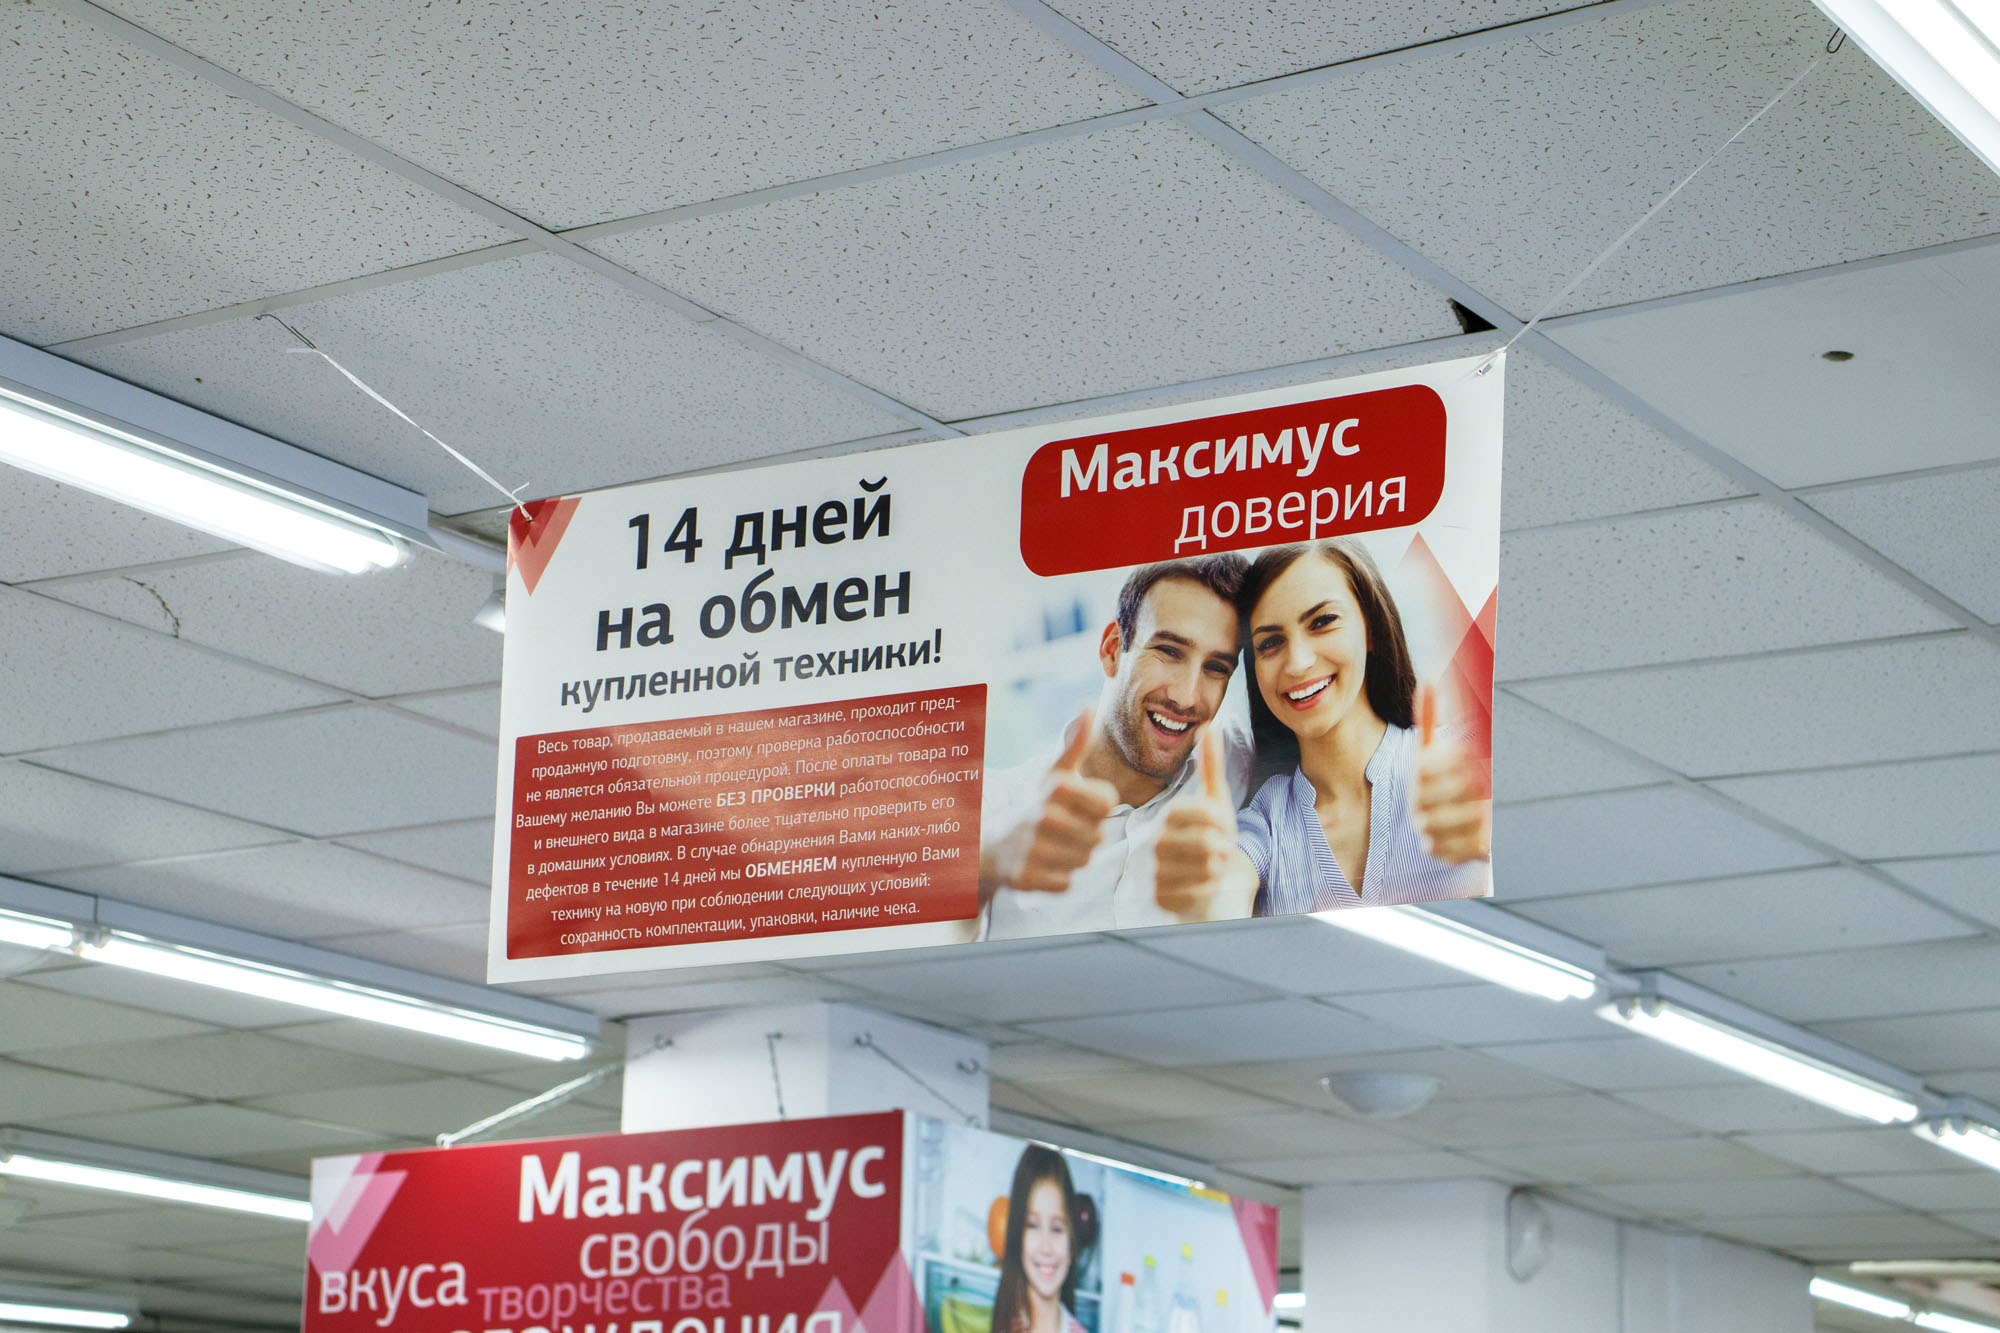 14 дней
на обмен
купленной техники!
Максимус
доверия
Весь товар, продаваемый в нашем магазине, проходит пред-
продажную подготовку, поэтому проверка работоспособности
не является обязательной процедурой. После оплаты товара по
Вашему желанию Вы можете БЕЗ ПРОВЕРКИ работоспособности
и внешнего вида в магазине более тщательно проверить его
в домашних условиях. В случае обнаружения Вами каких-либо
дефектов в течение 14 дней мы ОБМЕНЯЕМ купленную Вами
технику на новую при соблюдении следующих условий:
сохранность комплектации, упаковки, наличие чека.
Максимус
свободы
вкуса творчества